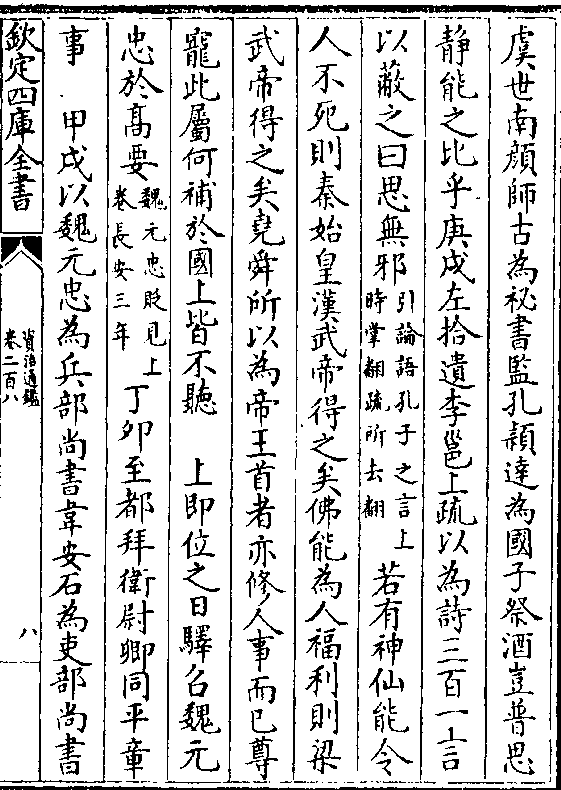 虞世南顔師古為祕書監孔頴達為國子祭酒豈普思
静能之比乎庚戌左拾遺李邕上疏以為詩三百一言
以蔽之曰思無邪引論語孔子之言上時掌翻疏所去翻若有神仙能令
人不死則秦始皇漢武帝得之矣佛能為人福利則梁
武帝得之矣堯舜所以為帝王首者亦修人事而已尊
寵此屬何補於國上皆不聽　上即位之日驛召魏元
忠於髙要魏元忠貶見上卷長安三年丁卯至都拜衛尉卿同平章
事　甲戌以魏元忠為兵部尚書韋安石為吏部尚書
欽定四庫全書
資治通鑑
卷二百八
八